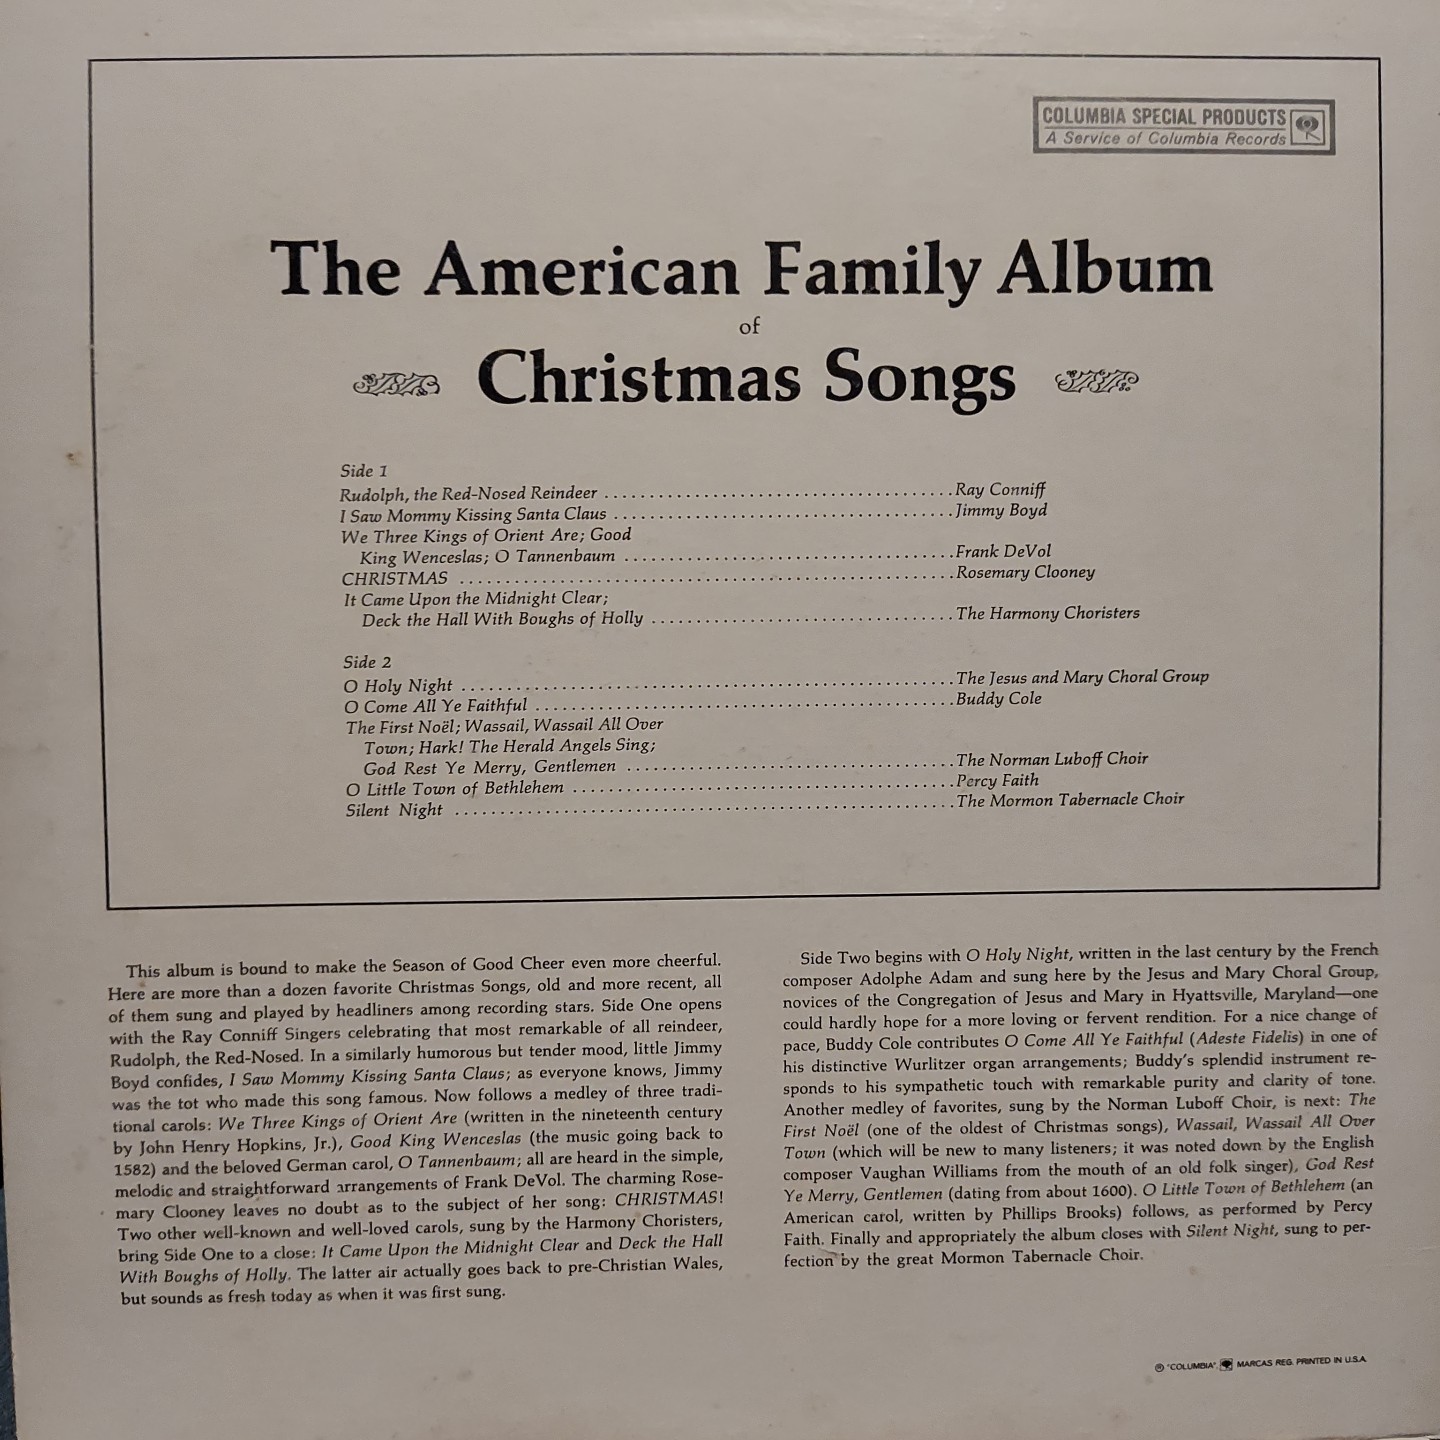 COLUMBIA SPECIAL PRODUCTS
A Service of Columbia Records
The American Family Album
of
Christmas Songs
Side 1
Rudolph, the Red-Nosed Reindeer ......................................Ray Conniff
I Saw Mommy Kissing Santa Claus .....................................Jimmy Boyd
We Three Kings of Orient Are; Good
King Wenceslas; O Tannenbaum ....................................Frank DeVol
CHRISTMAS ......................................................Rosemary Clooney
It Came Upon the Midnight Clear;
Deck the Hall With Boughs of Holly .................................The Harmony Choristers
Side 2
O Holy Night ......................................................The Jesus and Mary Choral Group
O Come All Ye Faithful ..............................................Buddy Cole
The First Noël; Wassail, Wassail All Over
Town; Hark! The Herald Angels Sing;
God Rest Ye Merry, Gentlemen ....................................The Norman Luboff Choir
O Little Town of Bethlehem ..........................................Percy Faith
Silent Night .......................................................The Mormon Tabernacle Choir
This album is bound to make the Season of Good Cheer even more cheerful.
Here are more than a dozen favorite Christmas Songs, old and more recent, all
of them sung and played by headliners among recording stars. Side One opens
with the Ray Conniff Singers celebrating that most remarkable of all reindeer,
Rudolph, the Red-Nosed. In a similarly humorous but tender mood, little Jimmy
Boyd confides, I Saw Mommy Kissing Santa Claus; as everyone knows, Jimmy
was the tot who made this song famous. Now follows a medley of three tradi-
tional carols: We Three Kings of Orient Are (written in the nineteenth century
by John Henry Hopkins, Jr.), Good King Wenceslas (the music going back to
1582) and the beloved German carol, O Tannenbaum; all are heard in the simple,
melodic and straightforward arrangements of Frank DeVol. The charming Rose-
mary Clooney leaves no doubt as to the subject of her song: CHRISTMAS!
Two other well-known and well-loved carols, sung by the Harmony Choristers,
bring Side One to a close: It Came Upon the Midnight Clear and Deck the Hall
With Boughs of Holly. The latter air actually goes back to pre-Christian Wales,
but sounds as fresh today as when it was first sung.
Side Two begins with O Holy Night, written in the last century by the French
composer Adolphe Adam and sung here by the Jesus and Mary Choral Group,
novices of the Congregation of Jesus and Mary in Hyattsville, Maryland—one
could hardly hope for a more loving or fervent rendition. For a nice change of
pace, Buddy Cole contributes O Come All Ye Faithful (Adeste Fidelis) in one of
his distinctive Wurlitzer organ arrangements; Buddy's splendid instrument re-
sponds to his sympathetic touch with remarkable purity and clarity of tone.
Another medley of favorites, sung by the Norman Luboff Choir, is next: The
First Noël (one of the oldest of Christmas songs), Wassail, Wassail All Over
Town (which will be new to many listeners; it was noted down by the English
composer Vaughan Williams from the mouth of an old folk singer), God Rest
Ye Merry, Gentlemen (dating from about 1600). O Little Town of Bethlehem (an
American carol, written by Phillips Brooks) follows, as performed by Percy
Faith. Finally and appropriately the album closes with Silent Night, sung to per-
fection by the great Mormon Tabernacle Choir.
® "COLUMBIA", MARCAS REG. PRINTED IN U.S.A.